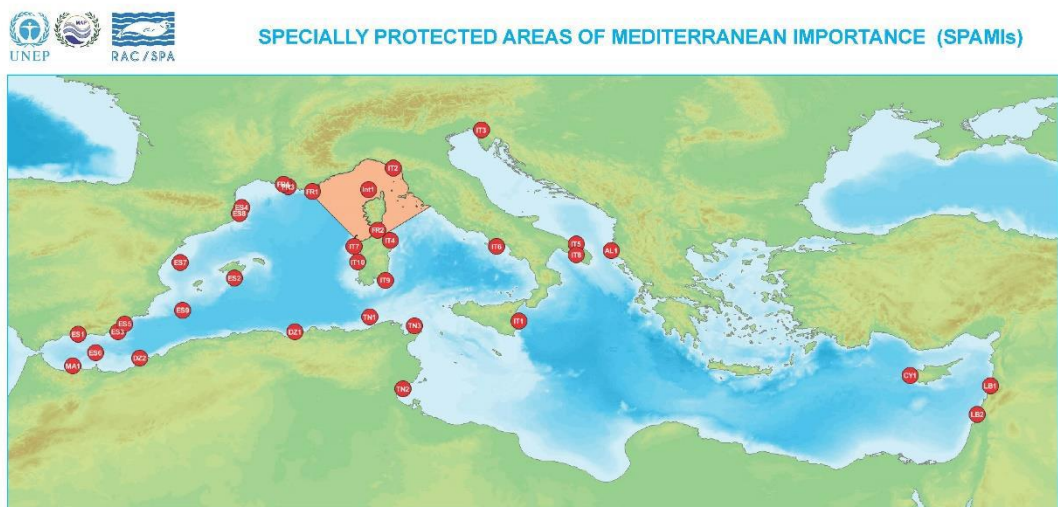 UNEP
MAP
RAC/SPA
SPECIALLY PROTECTED AREAS OF MEDITERRANEAN IMPORTANCE (SPAMIs)
IT3
IT2
FR3
FR1
Int1
ES4
ES8
FR2
IT4
IT7
IT10
IT6
IT5
IT8
AL1
ES7
ES2
IT9
ES9
TN1
TN3
IT1
ES1
ES3
ES5
DZ1
ES6
DZ2
MA1
TN2
CY1
LB1
LB2